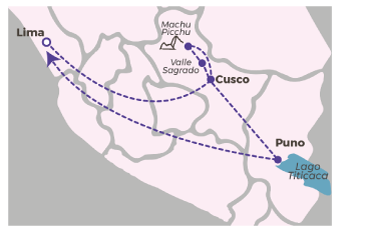 Machu
Picchu
Lima
Valle
Sagrado
Cusco
Puno
Lago
Titicaca